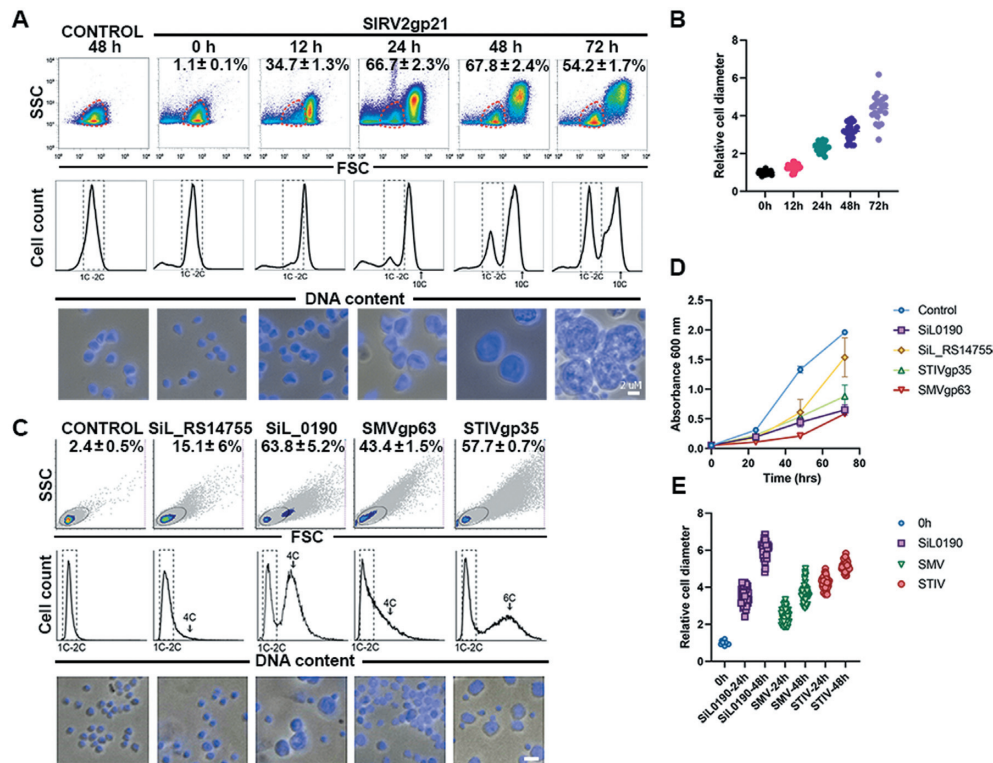 A
CONTROL SIRV2gp21
48 h 0 h 12 h 24 h 48 h 72 h
1.1± 0.1% 34.7± 1.3% 66.7± 2.3% 67.8± 2.4% 54.2± 1.7%
SSC
FSC
Cell count
1C -2C 1C -2C 1C -2C 1C -2C 10C 1C -2C 10C 1C -2C 10C
DNA content
2 uM
B
Relative cell diameter
8
6
4
2
0
0h 12h 24h 48h 72h
C
CONTROL SiL_RS14755 SiL_0190 SMVgp63 STIVgp35
2.4± 0.5% 15.1± 6% 63.8± 5.2% 43.4± 1.5% 57.7± 0.7%
SSC
FSC
Cell count
4C 4C 4C 6C
1C-2C 1C-2C 1C-2C 1C-2C 1C-2C
DNA content
D
Absorbance 600 nm
2.5
2.0
1.5
1.0
0.5
0.0
0 20 40 60 80
Time (hrs)
Control
SiL0190
SiL_RS14755
STIVgp35
SMVgp63
E
Relative cell diameter
8
6
4
2
0
0h SiL0190-24h SiL0190-48h SMV-24h SMV-48h STIV-24h STIV-48h
0h
SiL0190
SMV
STIV